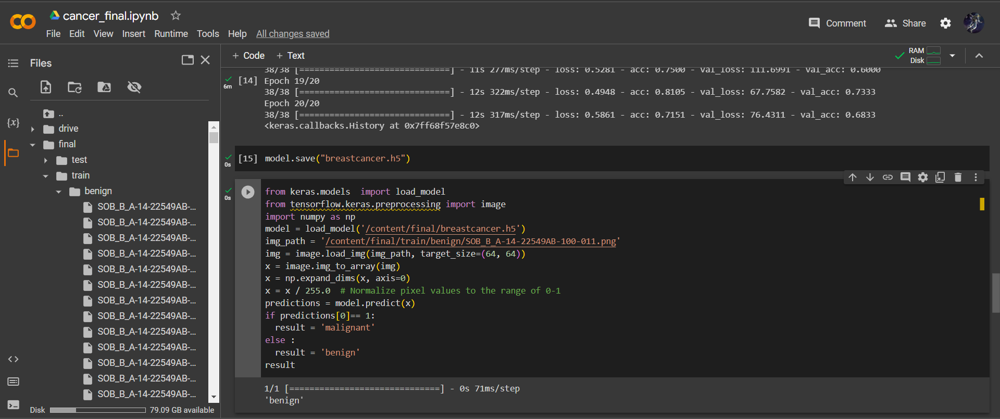 cancer_final.ipynb
File Edit View Insert Runtime Tools Help All changes saved
Comment Share
Files
+ Code + Text
RAM
Disk
..
drive
final
test
train
benign
SOB_B_A-14-22549AB-...
SOB_B_A-14-22549AB-...
SOB_B_A-14-22549AB-...
SOB_B_A-14-22549AB-...
SOB_B_A-14-22549AB-...
SOB_B_A-14-22549AB-...
SOB_B_A-14-22549AB-...
SOB_B_A-14-22549AB-...
SOB_B_A-14-22549AB-...
SOB_B_A-14-22549AB-...
SOB_B_A-14-22549AB-...
SOB_B_A-14-22549AB-...
SOB_B_A-14-22549AB-...
Disk 79.09 GB available
{x}
38/38 [==============================] - 11s 277ms/step - loss: 0.5281 - acc: 0.7500 - val_loss: 111.6991 - val_acc: 0.6000
6m [14] Epoch 19/20
38/38 [==============================] - 12s 322ms/step - loss: 0.4948 - acc: 0.8105 - val_loss: 67.7582 - val_acc: 0.7333
Epoch 20/20
38/38 [==============================] - 12s 317ms/step - loss: 0.5861 - acc: 0.7151 - val_loss: 76.4311 - val_acc: 0.6833
<keras.callbacks.History at 0x7ff68f57e8c0>
0s [15] model.save("breastcancer.h5")
0s
from keras.models  import load_model
from tensorflow.keras.preprocessing import image
import numpy as np
model = load_model('/content/final/breastcancer.h5')
img_path = '/content/final/train/benign/SOB_B_A-14-22549AB-100-011.png'
img = image.load_img(img_path, target_size=(64, 64))
x = image.img_to_array(img)
x = np.expand_dims(x, axis=0)
x = x / 255.0  # Normalize pixel values to the range of 0-1
predictions = model.predict(x)
if predictions[0]== 1:
  result = 'malignant'
else :
  result = 'benign'
result
1/1 [==============================] - 0s 71ms/step
'benign'